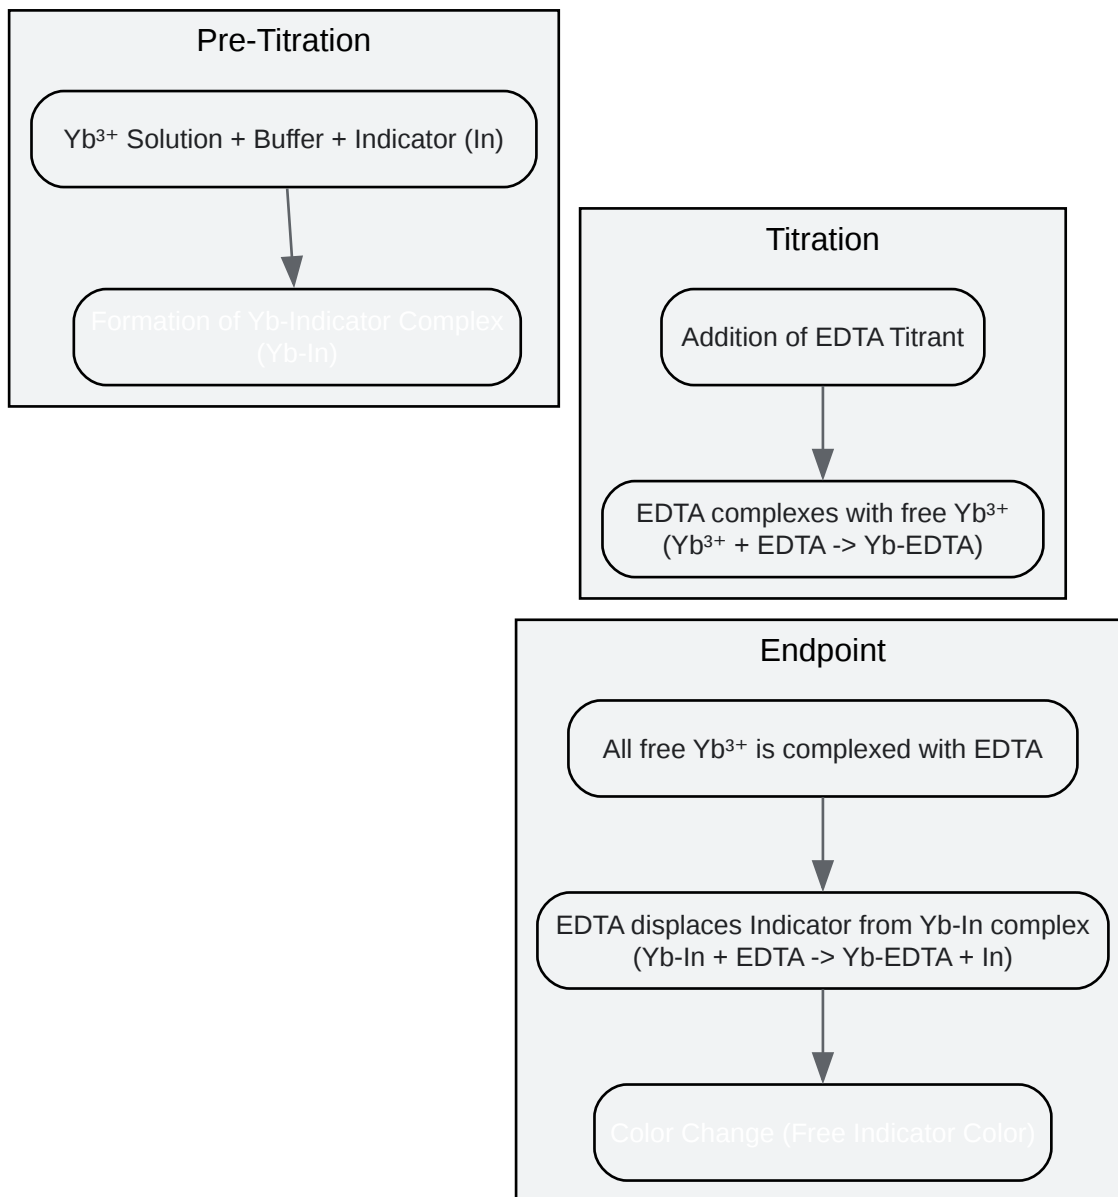 Pre-Titration
Yb³⁺ Solution + Buffer + Indicator (In)
Formation of Yb-Indicator Complex
(Yb-In)
Titration
Addition of EDTA Titrant
EDTA complexes with free Yb³⁺
(Yb³⁺ + EDTA -> Yb-EDTA)
Endpoint
All free Yb³⁺ is complexed with EDTA
EDTA displaces Indicator from Yb-In complex
(Yb-In + EDTA -> Yb-EDTA + In)
Color Change (Free Indicator Color)